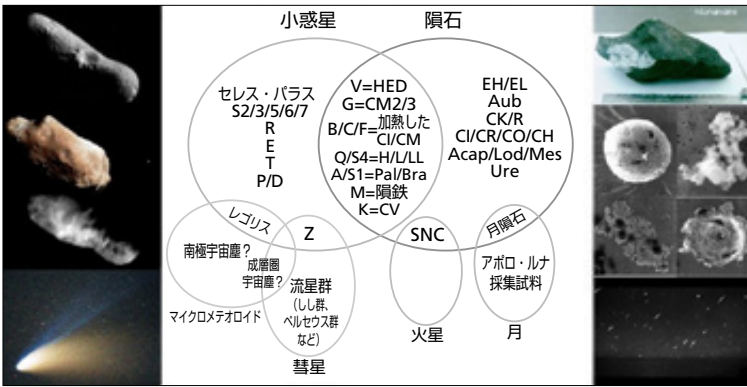 小惑星
隕石
セレス・パラス
S2/3/5/6/7
R
E
T
P/D
V=HED
G=CM2/3
B/C/F=加熱した
CI/CM
Q/S4=H/L/LL
A/S1=Pal/Bra
M=隕鉄
K=CV
EH/EL
Aub
CK/R
CI/CR/CO/CH
Acap/Lod/Mes
Ure
レゴリス
Z
SNC
月隕石
南極宇宙塵?
成層圏
宇宙塵?
マイクロメテオロイド
流星群
(しし群、
ペルセウス群
など)
彗星
火星
アポロ・ルナ
採集試料
月